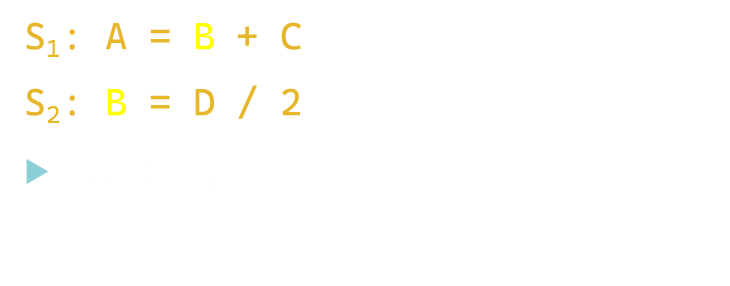 S₁: A = B + C
S₂: B = D / 2